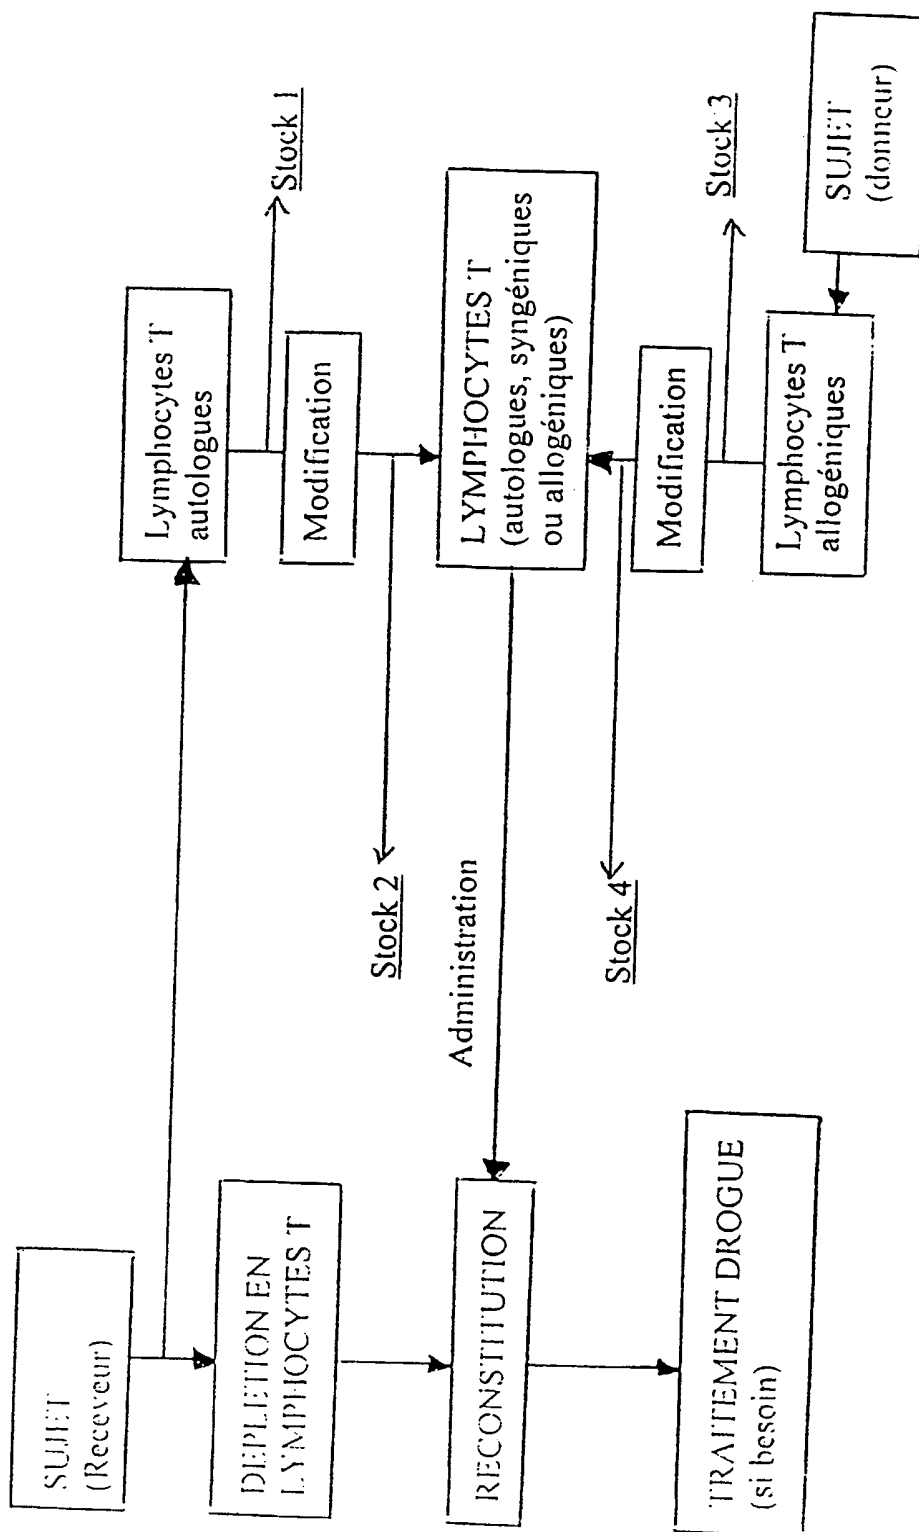 SUJET
(Receveur)
DEPLETION EN
LYMPHOCYTES T
RECONSTITUTION
TRAITEMENT DROGUE
(si besoin)
Administration
Stock 2
Stock 4
Lymphocytes T
autologues
Stock 1
Modification
LYMPHOCYTES T
(autologues, syngéniques
ou allogéniques)
Modification
Stock 3
Lymphocytes T
allogéniques
SUJET
(donneur)